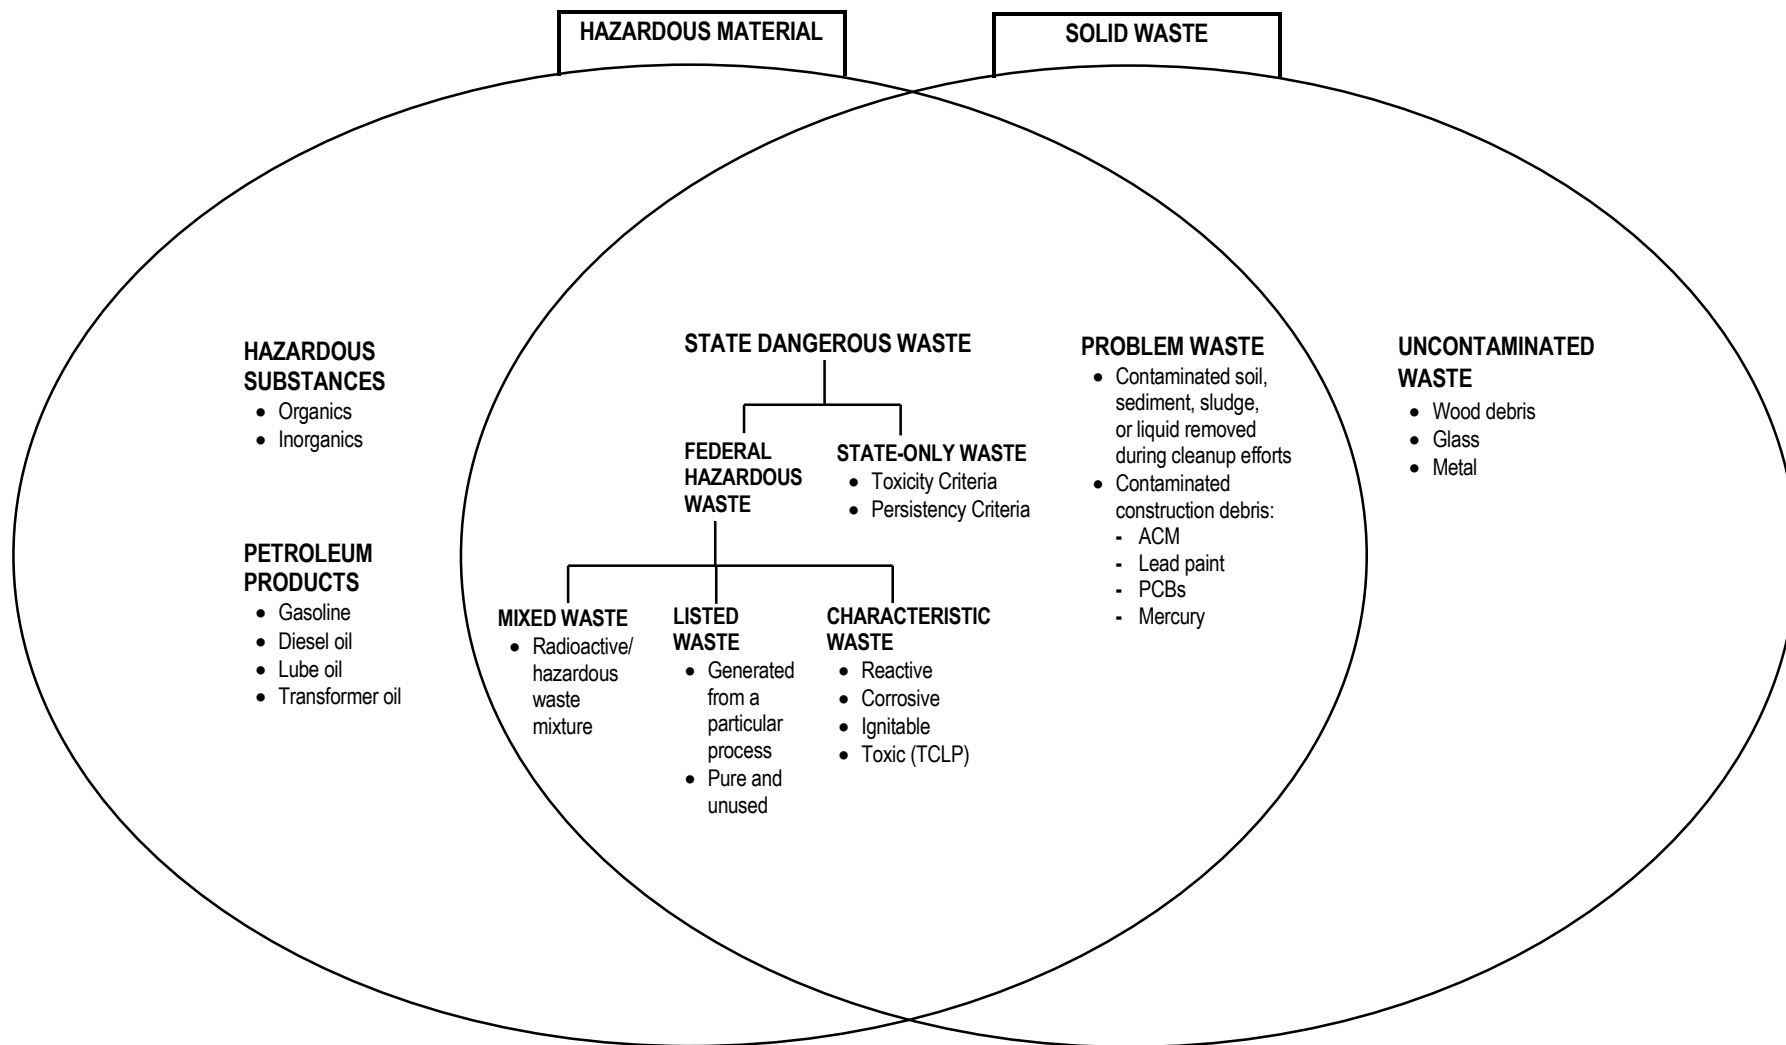 HAZARDOUS MATERIAL
SOLID WASTE
HAZARDOUS
SUBSTANCES
• Organics
• Inorganics
PETROLEUM
PRODUCTS
• Gasoline
• Diesel oil
• Lube oil
• Transformer oil
STATE DANGEROUS WASTE
FEDERAL
HAZARDOUS
WASTE
STATE-ONLY WASTE
• Toxicity Criteria
• Persistency Criteria
MIXED WASTE
• Radioactive/
hazardous
waste
mixture
LISTED
WASTE
• Generated
from a
particular
process
• Pure and
unused
CHARACTERISTIC
WASTE
• Reactive
• Corrosive
• Ignitable
• Toxic (TCLP)
PROBLEM WASTE
• Contaminated soil,
sediment, sludge,
or liquid removed
during cleanup efforts
• Contaminated
construction debris:
- ACM
- Lead paint
- PCBs
- Mercury
UNCONTAMINATED
WASTE
• Wood debris
• Glass
• Metal